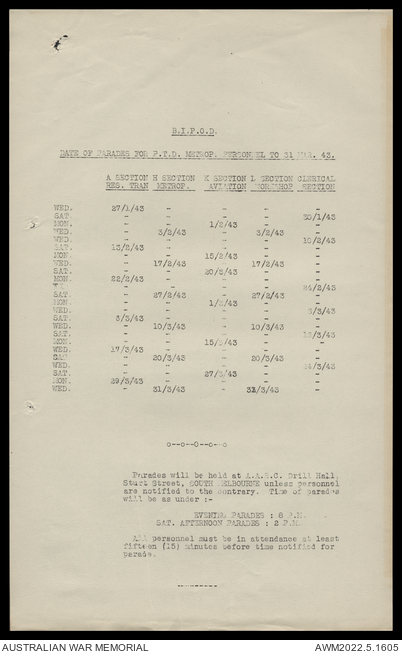 B.I.P.O.D.
DATE OF PARADES FOR P.T.D. METROP. PERSONNEL TO 31 MAR. 43.
A SECTION H SECTION K SECTION L SECTION CLERICAL
RES. TRAN METROP. AVIATION WORKSHOP SECTION
WED. 27/1/43 - - - -
SAT. - - - - 30/1/43
MON. - - 1/2/43 - -
WED. - 3/2/43 - 3/2/43 -
WED. - - - - 10/2/43
SAT. 13/2/43 - - - -
MON. - - 15/2/43 - -
WED. - 17/2/43 - 17/2/43 -
SAT. - - 20/2/43 - -
MON. 22/2/43 - - - -
- - - - 24/2/43
SAT. - 27/2/43 - 27/2/43 -
MON. - - 1/3/43 - -
WED. - - - - 3/3/43
SAT. 6/3/43 - - - -
WED. - 10/3/43 - 10/3/43 -
SAT. - - - - 13/3/43
MON. - - 15/3/43 - -
WED. 17/3/43 - - - -
SAT - 20/3/43 - 20/3/43 -
WED. - - - - 24/3/43
SAT. - - 27/3/43 - -
MON. 29/3/43 - - - -
WED. - 31/3/43 - 31/3/43 -
o--o--O--o--o
Parades will be held at A.A.S.C. Drill Hall,
Sturt Street, SOUTH MELBOURNE unless personnel
are notified to the contrary. Time of parades
will be as under :-
EVENING PARADES : 8 P.M.
SAT. AFTERNOON PARADES : 2 P.M.
All personnel must be in attendance at least
fifteen (15) minutes before time notified for
parade.
---------
AUSTRALIAN WAR MEMORIAL AWM2022.5.1605